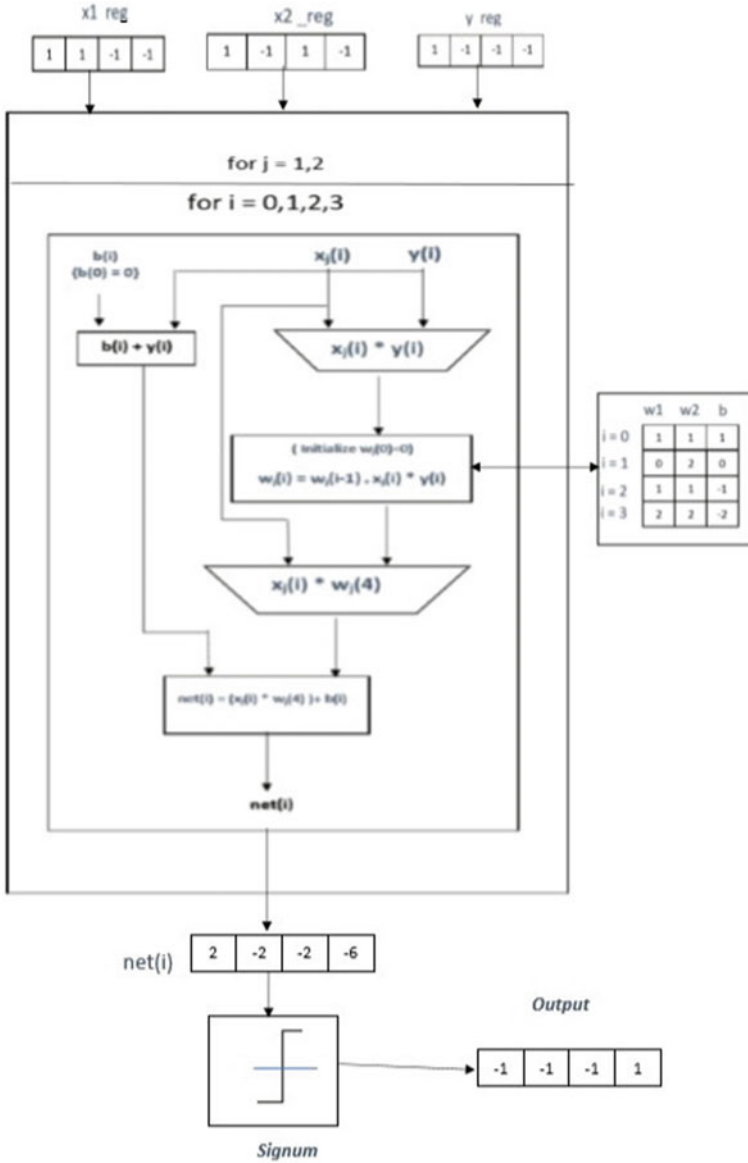 x1 reg
x2 _reg
y reg
1 1 -1 -1
1 -1 1 -1
1 -1 -1 -1
for j = 1,2
for i = 0,1,2,3
b(i)
{b(0) = 0}
xj(i)
y(i)
b(i) + y(i)
xj(i) * y(i)
( Initialize wj(0)=0)
wj(i) = wj(i-1) + xj(i) * y(i)
w1 w2 b
i = 0 1 1 1
i = 1 0 2 0
i = 2 1 1 -1
i = 3 2 2 -2
xj(i) * wj(4)
net(i) = (xj(i) * wj(4) )+ b(i)
net(i)
net(i) 2 -2 -2 -6
Output
-1 -1 -1 1
Signum